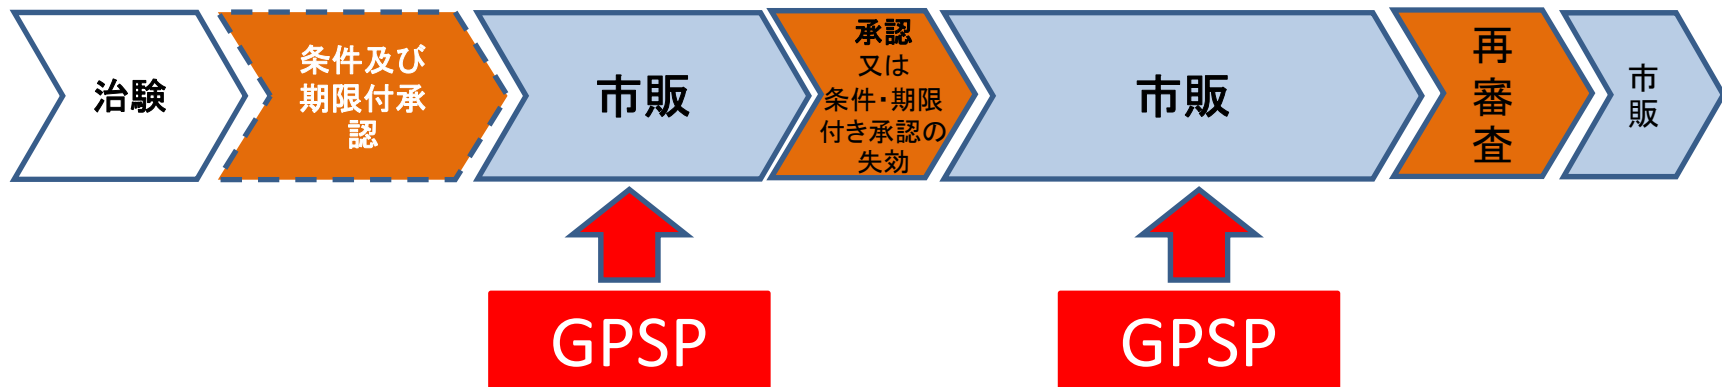 治験
条件及び
期限付承
認
市販
承認
又は
条件・期限
付き承認の
失効
市販
再
審
査
市
販
GPSP
GPSP